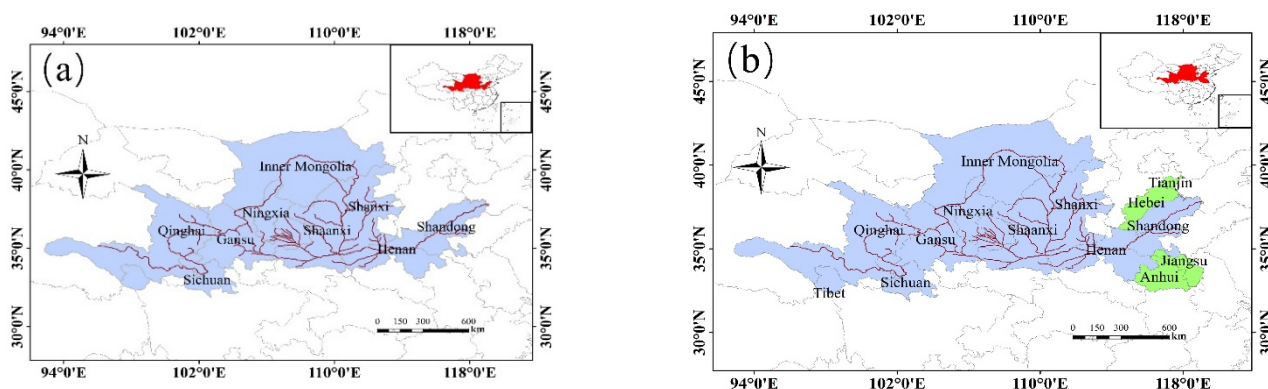 94°0'E 102°0'E 110°0'E 118°0'E
(a)
N
45°0'N
40°0'N
35°0'N
30°0'N
Inner Mongolia
Ningxia
Shanxi
Qinghai
Gansu
Shaanxi
Shandong
Henan
Sichuan
0 150 300 600
km
45°0'N
40°0'N
35°0'N
30°0'N
94°0'E 102°0'E 110°0'E 118°0'E
94°0'E 102°0'E 110°0'E 118°0'E
(b)
N
45°0'N
40°0'N
35°0'N
30°0'N
Inner Mongolia
Tianjin
Hebei
Ningxia
Shanxi
Qinghai
Gansu
Shaanxi
Shandong
Henan
Jiangsu
Anhui
Sichuan
Tibet
0 150 300 600
km
45°0'N
40°0'N
35°0'N
30°0'N
94°0'E 102°0'E 110°0'E 118°0'E